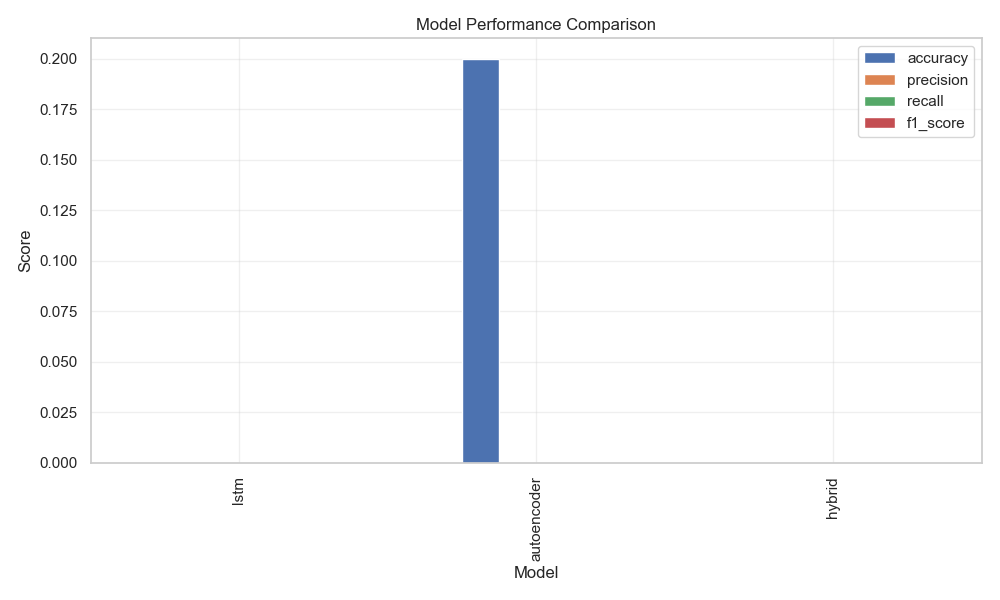 Model Performance Comparison
accuracy
precision
recall
f1_score
0.200
0.175
0.150
0.125
0.100
0.075
0.050
0.025
0.000
Score
lstm
autoencoder
hybrid
Model